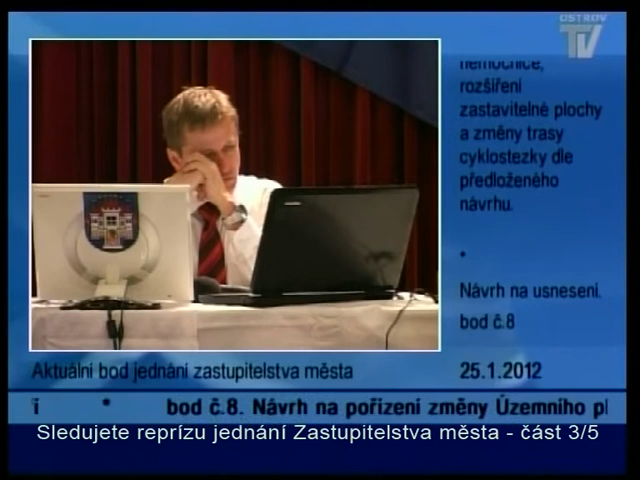 OSTROV
TV
nemocnice,
rozšíření
zastavitelné plochy
a změny trasy
cyklostezky dle
předloženého
návrhu.
*
Návrh na usnesení.
bod č.8
Aktuální bod jednání zastupitelstva města
25.1.2012
* bod č.8. Návrh na pořízení změny Územního pl
Sledujete reprízu jednání Zastupitelstva města - část 3/5